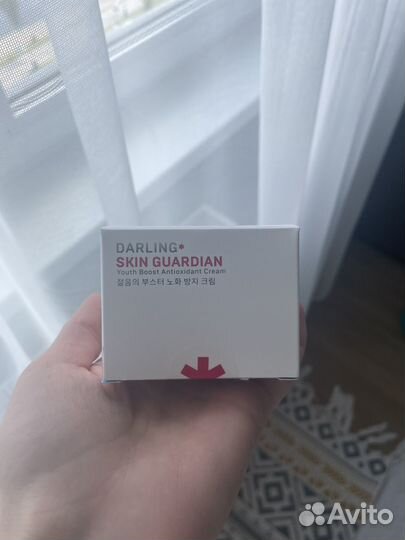 DARLING*
SKIN GUARDIAN
Youth Boost Antioxidant Cream
젊음의 부스터 노화 방지 크림
Avito